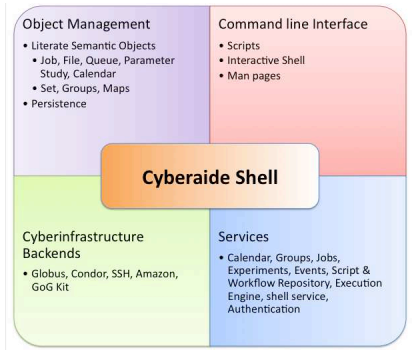 Object Management
• Literate Semantic Objects
• Job, File, Queue, Parameter
Study, Calendar
• Set, Groups, Maps
• Persistence
Command line Interface
• Scripts
• Interactive Shell
• Man pages
Cyberaide Shell
Cyberinfrastructure
Backends
• Globus, Condor, SSH, Amazon,
GoG Kit
Services
• Calendar, Groups, Jobs,
Experiments, Events, Script &
Workflow Repository, Execution
Engine, shell service,
Authentication